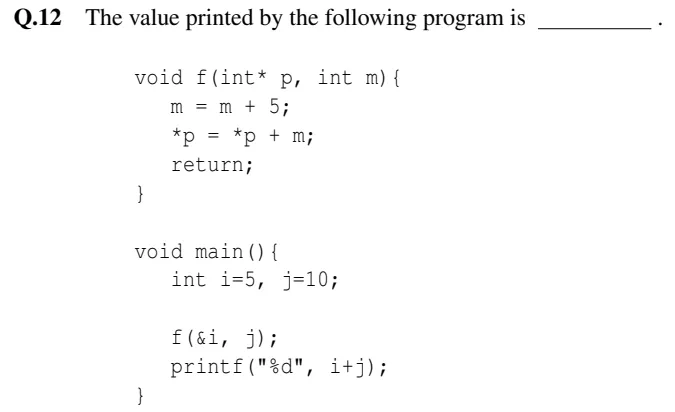 Q.12 The value printed by the following program is ___________ .
void f(int* p, int m){
m = m + 5;
*p = *p + m;
return;
}
void main(){
int i=5, j=10;
f(&i, j);
printf("%d", i+j);
}